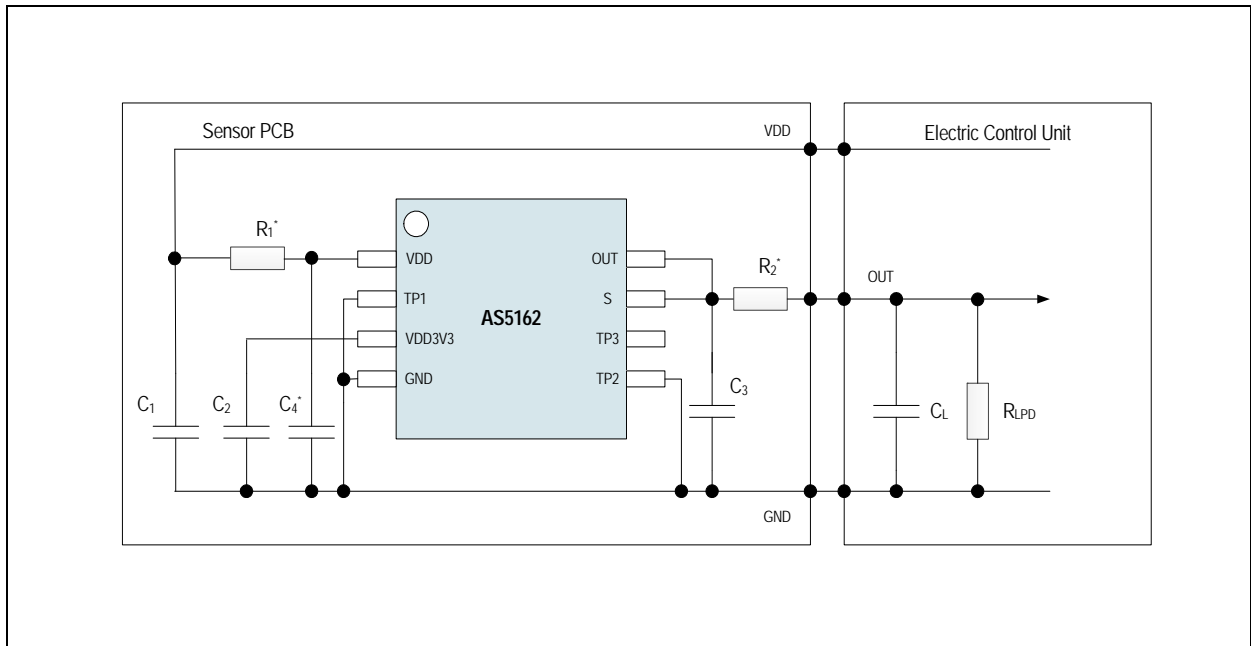 Sensor PCB
VDD
Electric Control Unit
R1*
VDD
OUT
R2*
OUT
TP1
S
AS5162
VDD3V3
TP3
GND
TP2
C1
C2
C4*
C3
CL
RLPD
GND